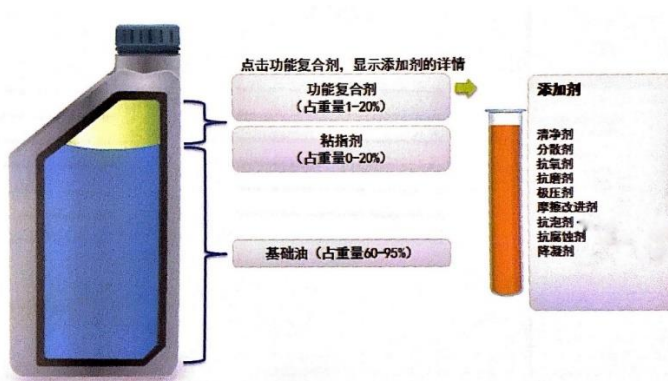 点击功能复合剂，显示添加剂的详情
功能复合剂
（占重量1-20%）
粘指剂
（占重量0-20%）
基础油（占重量60-95%）
添加剂
清净剂
分散剂
抗氧剂
抗磨剂
极压剂
摩擦改进剂
抗泡剂
抗腐蚀剂
降凝剂